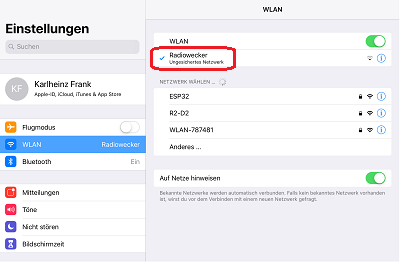 WLAN
Einstellungen
Suchen
KF
Karlheinz Frank
Apple-ID, iCloud, iTunes & App Store
Flugmodus
WLAN Radiowecker
Bluetooth Ein
Mitteilungen
Töne
Nicht stören
Bildschirmzeit
WLAN
Radiowecker
Ungesichertes Netzwerk
NETZWERK WÄHLEN ...
ESP32
R2-D2
WLAN-787481
Anderes ...
Auf Netze hinweisen
Bekannte Netzwerke werden automatisch verbunden. Falls kein bekanntes Netzwerk vorhanden
ist, wirst du vor dem Verbinden mit einem neuen Netzwerk gefragt.